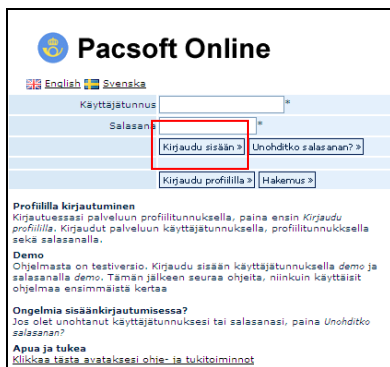 Pacsoft Online
English Svenska
Käyttäjätunnus *
Salasana *
Kirjaudu sisään » Unohditko salasanan? »
Kirjaudu profiililla » Hakemus »
Profiililla kirjautuminen
Kirjautuessasi palveluun profiilitunnuksella, paina ensin Kirjaudu
profiililla. Kirjaudut palveluun käyttäjätunnuksella, profiilitunnukksella
sekä salasanalla.
Demo
Ohjelmasta on testiversio. Kirjaudu sisään käyttäjätunnuksella demo ja
salasanalla demo. Tämän jälkeen seuraa ohjeita, niinkuin käyttäisit
ohjelmaa ensimmäistä kertaa
Ongelmia sisäänkirjautumisessa?
Jos olet unohtanut käyttäjätunnuksesi tai salasanasi, paina Unohditko
salasanan?
Apua ja tukea
Klikkaa tästä avataksesi ohje- ja tukitoiminnot